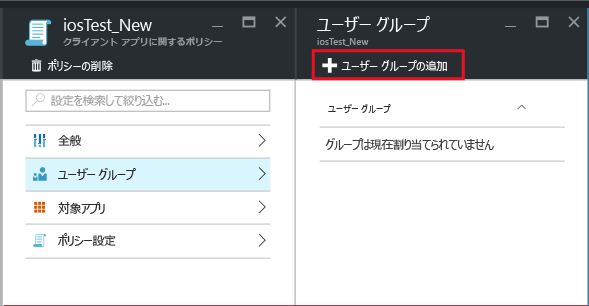 iosTest_New
クライアント アプリに関するポリシー
ポリシーの削除
設定を検索して絞り込む...
全般
ユーザー グループ
対象アプリ
ポリシー設定
ユーザー グループ
iosTest_New
ユーザー グループの追加
ユーザー グループ
グループは現在割り当てられていません